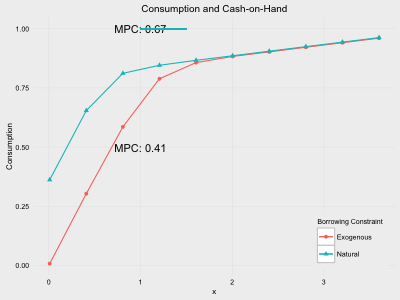 Consumption and Cash-on-Hand
1.00
MPC: 0.67
0.75
Consumption
0.50
MPC: 0.41
0.25
Borrowing Constraint
Exogenous
Natural
0.00
0
1
2
3
x